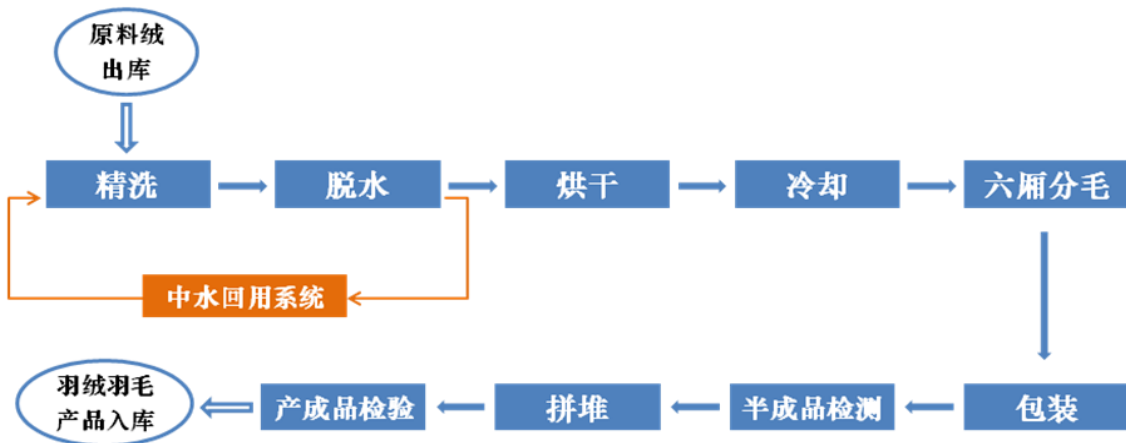 原料绒
出库
精洗
脱水
烘干
冷却
六厢分毛
中水回用系统
羽绒羽毛
产品入库
产成品检验
拼堆
半成品检测
包装